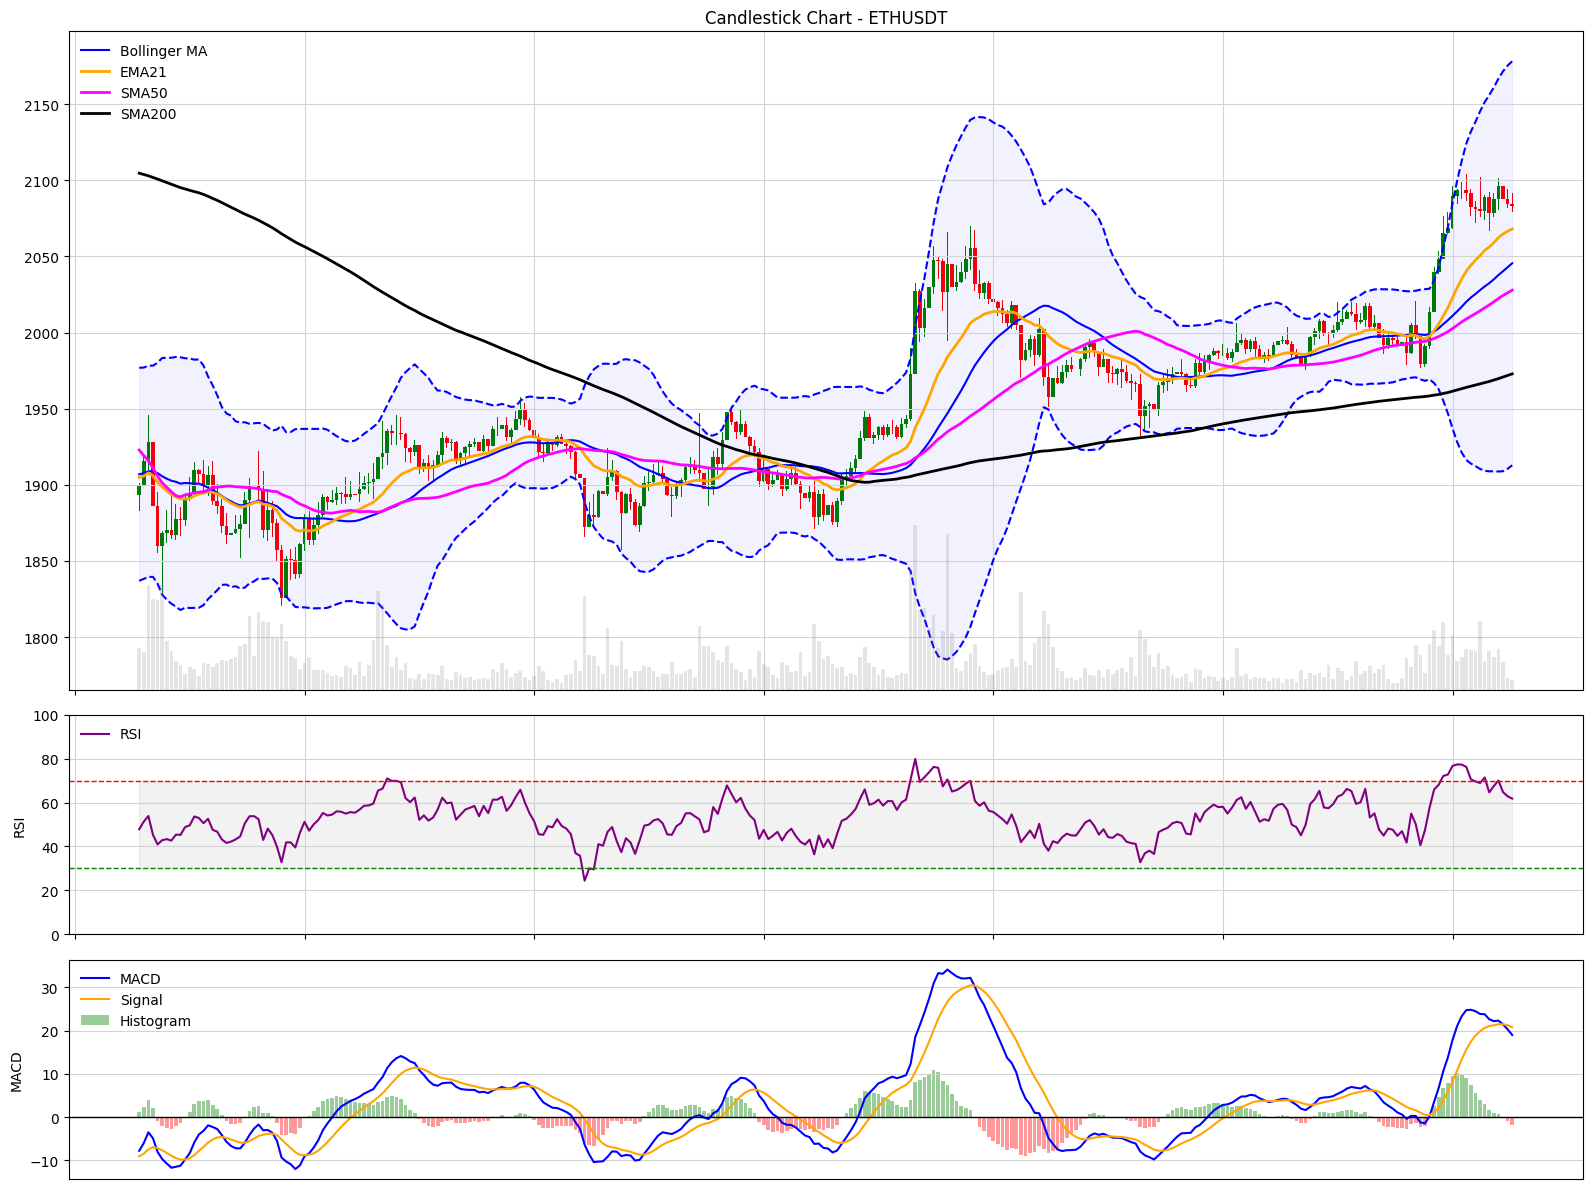 Candlestick Chart - ETHUSDT
Bollinger MA
EMA21
SMA50
SMA200
2150
2100
2050
2000
1950
1900
1850
1800
RSI
100
80
60
40
20
0
RSI
MACD
Signal
Histogram
30
20
10
0
−10
MACD